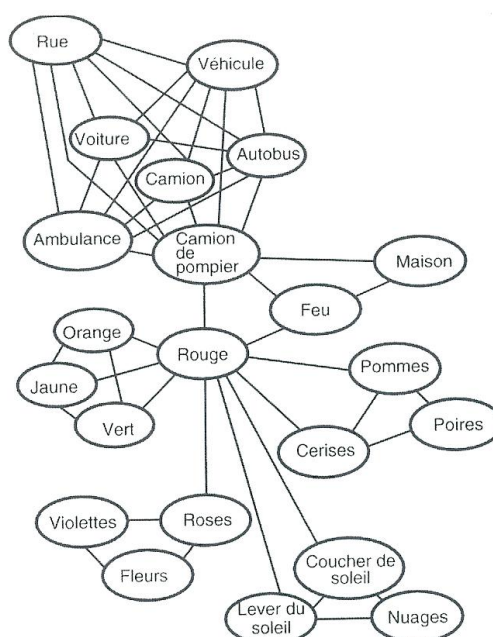 Rue
Véhicule
Voiture
Autobus
Camion
Ambulance
Camion
de
pompier
Maison
Feu
Orange
Rouge
Pommes
Jaune
Vert
Cerises
Poires
Violettes
Roses
Fleurs
Coucher de
soleil
Lever du
soleil
Nuages